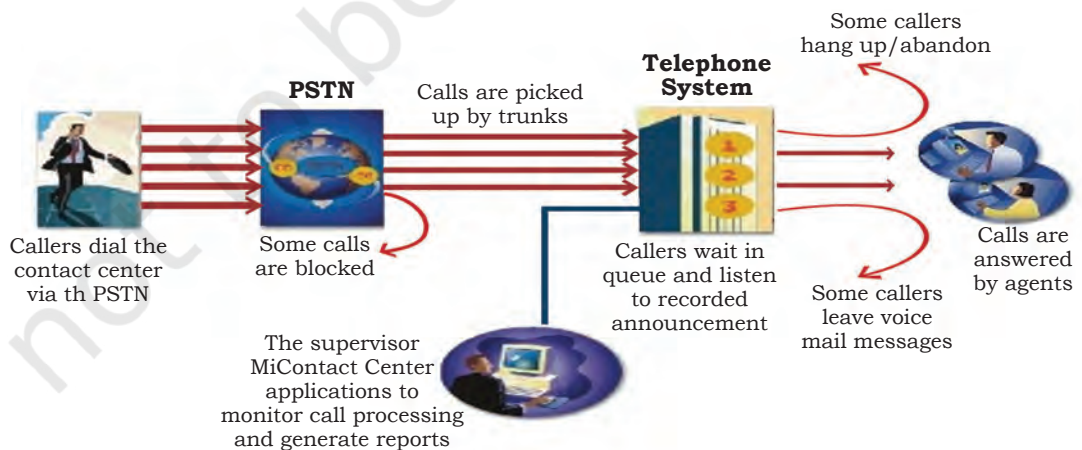 not to b
Some callers
hang up/abandon
PSTN
Calls are picked
up by trunks
Telephone
System
1
2
3
Callers dial the
contact center
via th PSTN
Some calls
are blocked
Callers wait in
queue and listen
to recorded
announcement
Calls are
answered
by agents
Some callers
leave voice
mail messages
The supervisor
MiContact Center
applications to
monitor call processing
and generate reports